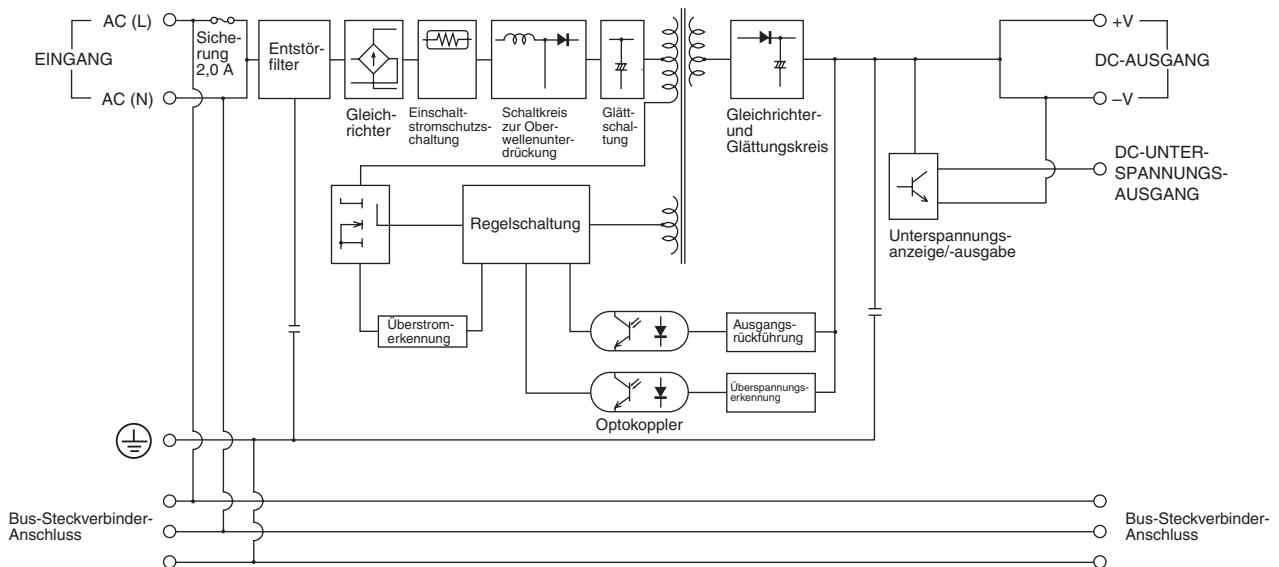 AC (L)
EINGANG
AC (N)
Siche-
rung
2,0 A
Entstör-
filter
Gleich-
richter
Einschalt-
stromschutzs-
chaltung
Schaltkreis
zur Ober-
wellenunter-
drückung
Glätt-
schal-
tung
Gleichrichter-
und
Glättungskreis
+V
DC-AUSGANG
–V
DC-UNTER-
SPANNUNGS-
AUSGANG
Unterspannungs-
anzeige/-ausgabe
Regelschaltung
Überstrom-
erkennung
Ausgangs-
rückführung
Überspannungs-
erkennung
Optokoppler
Bus-Steckverbinder-
Anschluss
Bus-Steckverbinder-
Anschluss